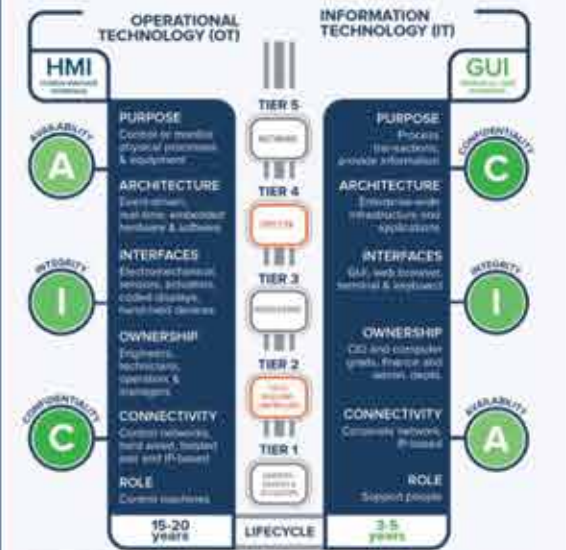 OPERATIONAL
TECHNOLOGY (OT)
INFORMATION
TECHNOLOGY (IT)
HMI
GUI
AVAILABILITY
A
INTEGRITY
I
CONFIDENTIALITY
C
PURPOSE
Control or monitor
physical processes
& equipment
ARCHITECTURE
Event-driven,
real-time, embedded
hardware & software
INTERFACES
Electromechanical,
sensors, actuators,
coded displays,
hand-held devices
OWNERSHIP
Engineers,
technicians,
operators &
managers
CONNECTIVITY
Control networks,
hard wired, twisted
pair and IP-based
ROLE
Control machines
15-20
years
TIER 5
NETWORK
TIER 4
TIER 3
TIER 2
TIER 1
LIFECYCLE
PURPOSE
Process
transactions,
provide information
ARCHITECTURE
Enterprise-wide
infrastructure and
applications
INTERFACES
GUI, web browser,
terminal & keyboard
OWNERSHIP
CIO and computer
grads, finance and
admin. depts.
CONNECTIVITY
Corporate network,
IP-based
ROLE
Support people
3-5
years
CONFIDENTIALITY
C
INTEGRITY
I
AVAILABILITY
A